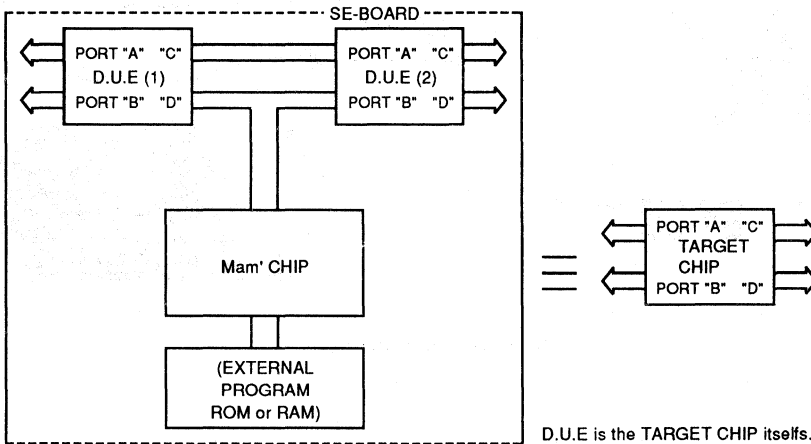 SE-BOARD
PORT "A" "C"
D.U.E (1)
PORT "B" "D"
PORT "A" "C"
D.U.E (2)
PORT "B" "D"
Mam' CHIP
(EXTERNAL
PROGRAM
ROM or RAM)
PORT "A" "C"
TARGET
CHIP
PORT "B" "D"
D.U.E is the TARGET CHIP itselfs.